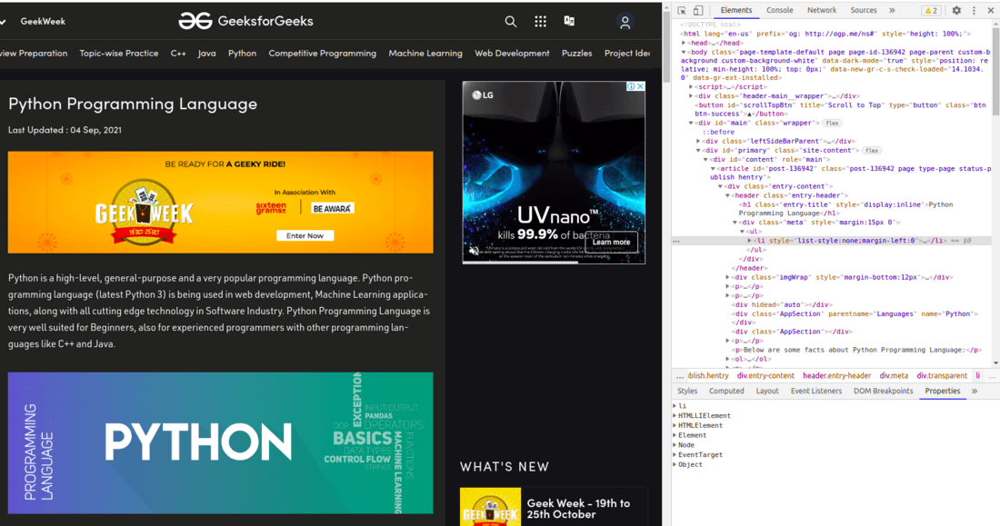 GeekWeek
GeeksforGeeks
view Preparation Topic-wise Practice C++ Java Python Competitive Programming Machine Learning Web Development Puzzles Project Idea
Python Programming Language
Last Updated : 04 Sep, 2021
BE READY FOR A GEEKY RIDE!
GEEK WEEK
19 OCT-25 OCT
In Association With
sixteen
grams:
BE AWARA
Enter Now
Python is a high-level, general-purpose and a very popular programming language. Python pro-
gramming language (latest Python 3) is being used in web development, Machine Learning applica-
tions, along with all cutting edge technology in Software Industry. Python Programming Language is
very well suited for Beginners, also for experienced programmers with other programming lan-
guages like C++ and Java.
PROGRAMMING
LANGUAGE
PYTHON
EXCEPTION
INPUT/OUTPUT
PANDAS
OOP
OPERATORS
BASICS
DATA TYPES
CONTROL FLOW
STRINGS
MACHINE LEARNING
FUNCTIONS
LG
UVnano™
kills 99.9% of bacteria
Learn more
WHAT'S NEW
GEEK WEEK
Geek Week - 19th to
25th October
Elements Console Network Sources » 2
<!DOCTYPE html>
<html lang="en-us" prefix="og: http://ogp.me/ns#" style="height: 100%;">
<head>…</head>
<body class="page-template-default page page-id-136942 page-parent custom-b
ackground custom-background-white" data-dark-mode="true" style="position: re
lative; min-height: 100%; top: 0px;" data-new-gr-c-s-check-loaded="14.1034.
0" data-gr-ext-installed>
<script>…</script>
<div class="header-main__wrapper">…</div>
<button id="scrollTopBtn" title="Scroll to Top" type="button" class="btn
btn-success">▲</button>
<div id="main" class="wrapper"> flex
::before
<div class="leftSideBarParent">…</div>
<div id="primary" class="site-content"> flex
<div id="content" role="main">
<article id="post-136942" class="post-136942 page type-page status-p
ublish hentry">
<div class="entry-content">
<header class="entry-header">
<h1 class="entry-title" style="display:inline">Python
Programming Language</h1>
<div class="meta" style="margin:15px 0">
<ul>
<li style="list-style:none;margin-left:0">…</li> == $0
</ul>
</div>
</header>
<div class="imgWrap" style="margin-bottom:12px">…</div>
<p>…</p>
<p>…</p>
<div hidead="auto"></div>
<div class="AppSection" parentname="Languages" name="Python">
</div>
<div class="AppSection"></div>
<p>…</p>
<p>Below are some facts about Python Programming Language:</p>
<ol>…</ol>
… ıblish.hentry div.entry-content header.entry-header div.meta div.transparent li …
Styles Computed Layout Event Listeners DOM Breakpoints Properties »
li
HTMLLIElement
HTMLElement
Element
Node
EventTarget
Object